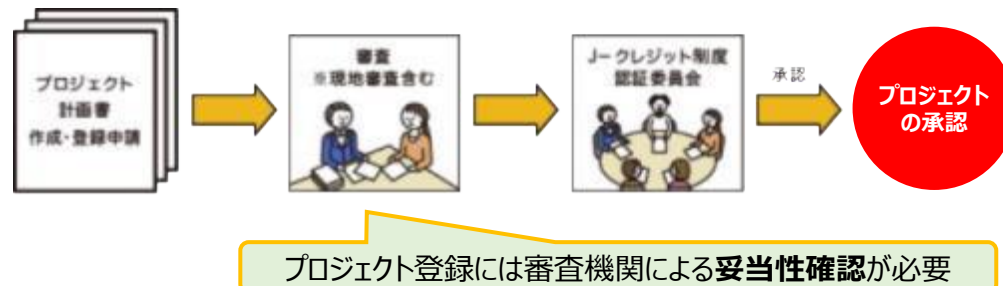 プロジェクト
計画書
作成・登録申請
審査
※現地審査含む
J-クレジット制度
認証委員会
承認
プロジェクト
の承認
プロジェクト登録には審査機関による妥当性確認が必要